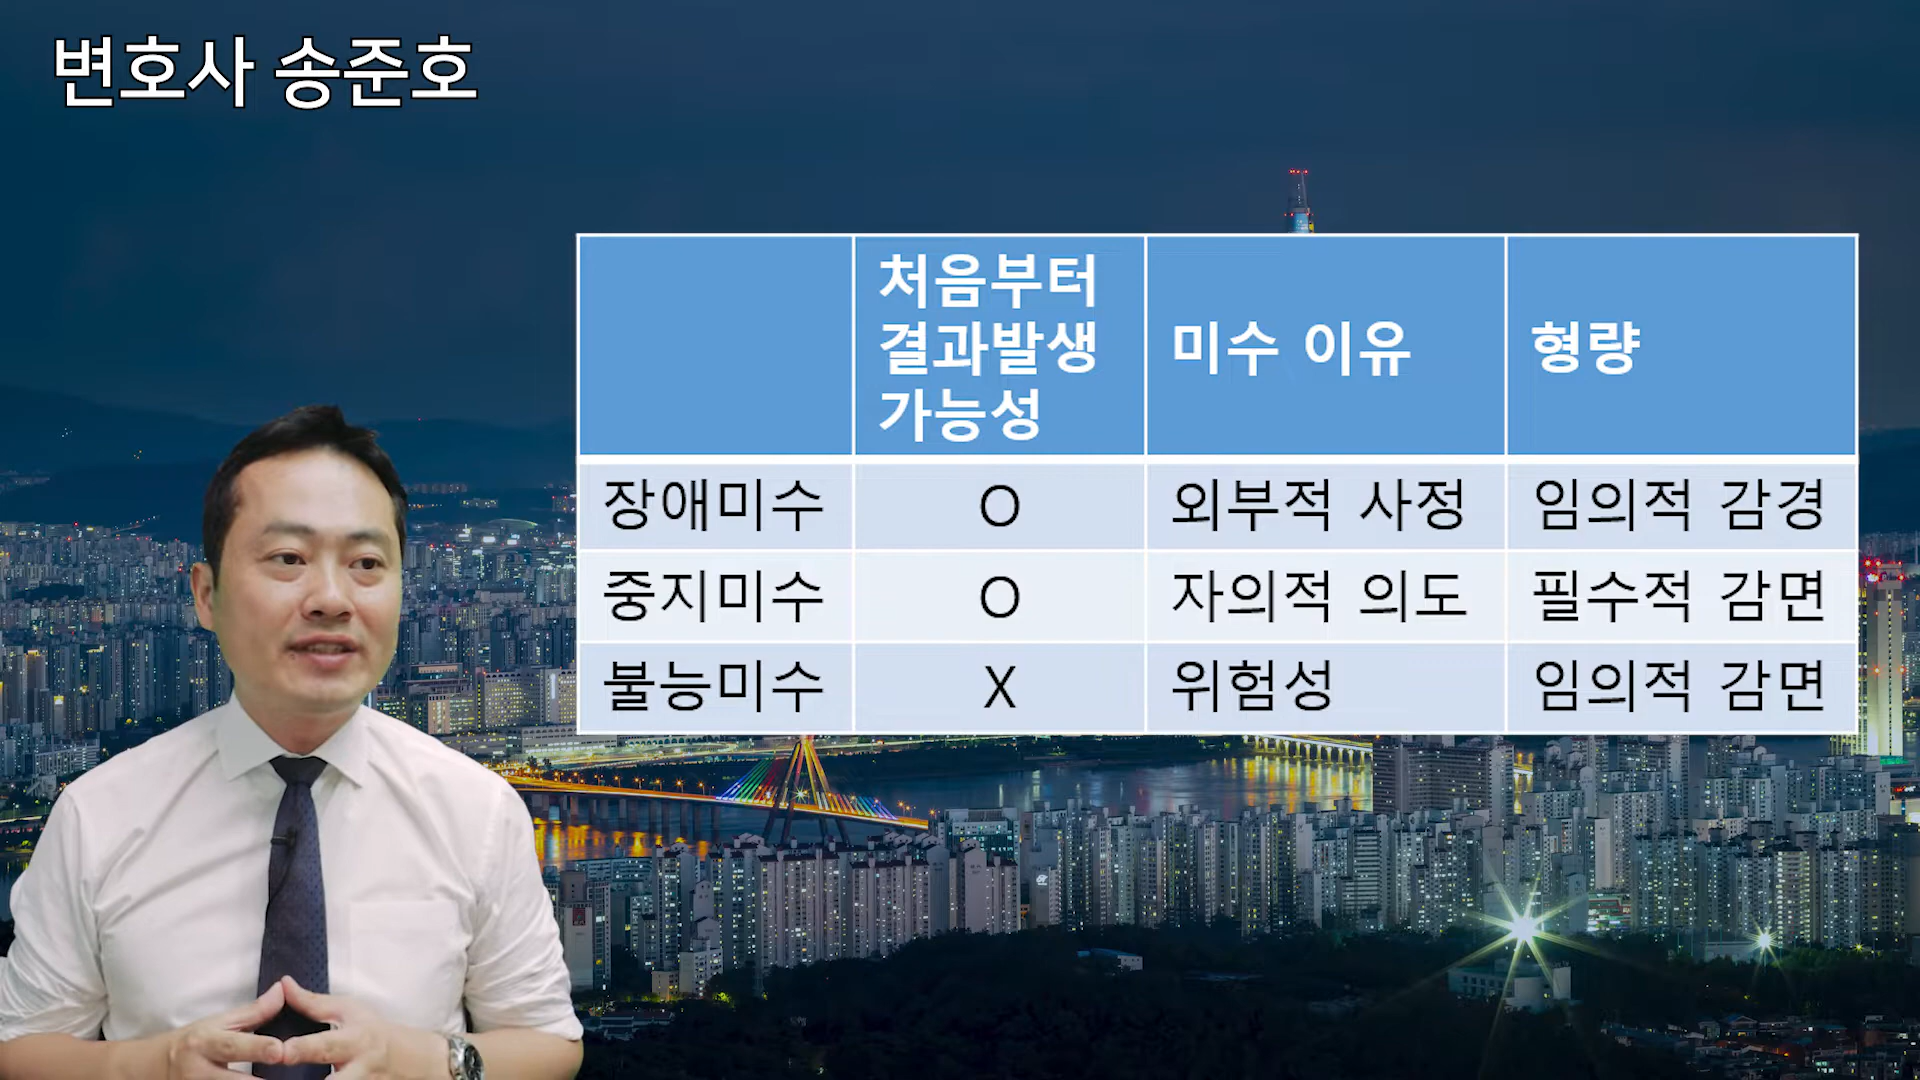 변호사 송준호
처음부터
결과발생
가능성
미수 이유
형량
장애미수 O 외부적 사정 임의적 감경
중지미수 O 자의적 의도 필수적 감면
불능미수 X 위험성 임의적 감면